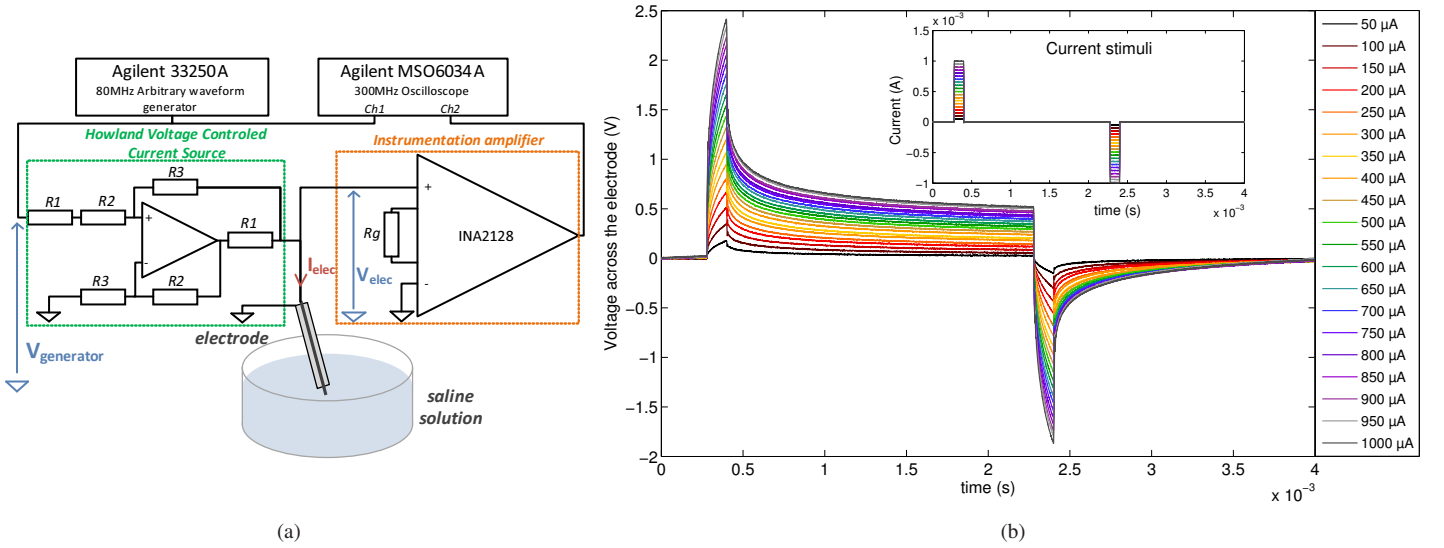 Agilent 33250A
80MHz Arbitrary waveform
generator
Agilent MSO6034A
300MHz Oscilloscope
Ch1 Ch2
Howland Voltage Controled
Current Source
Instrumentation amplifier
R3
R1 R2
+
R1
-
R3 R2
I elec
+
Rg
INA2128
V elec
-
electrode
V generator
saline
solution
(a)
Voltage across the electrode (V)
2.5
2
1.5
1
0.5
0
−0.5
−1
−1.5
−2
0 0.5 1 1.5 2 2.5 3 3.5 4
time (s)
x 10⁻³
x 10⁻³
Current stimuli
Current (A)
1.5
1
0.5
0
−0.5
−1
0 0.5 1 1.5 2 2.5 3 3.5 4
time (s)
x 10⁻³
50 µA
100 µA
150 µA
200 µA
250 µA
300 µA
350 µA
400 µA
450 µA
500 µA
550 µA
600 µA
650 µA
700 µA
750 µA
800 µA
850 µA
900 µA
950 µA
1000 µA
(b)